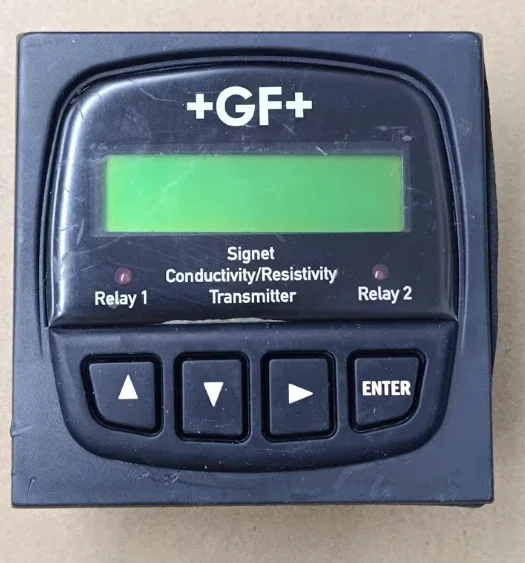 +GF+
Signet
Conductivity/Resistivity
Transmitter
Relay 1
Relay 2
ENTER